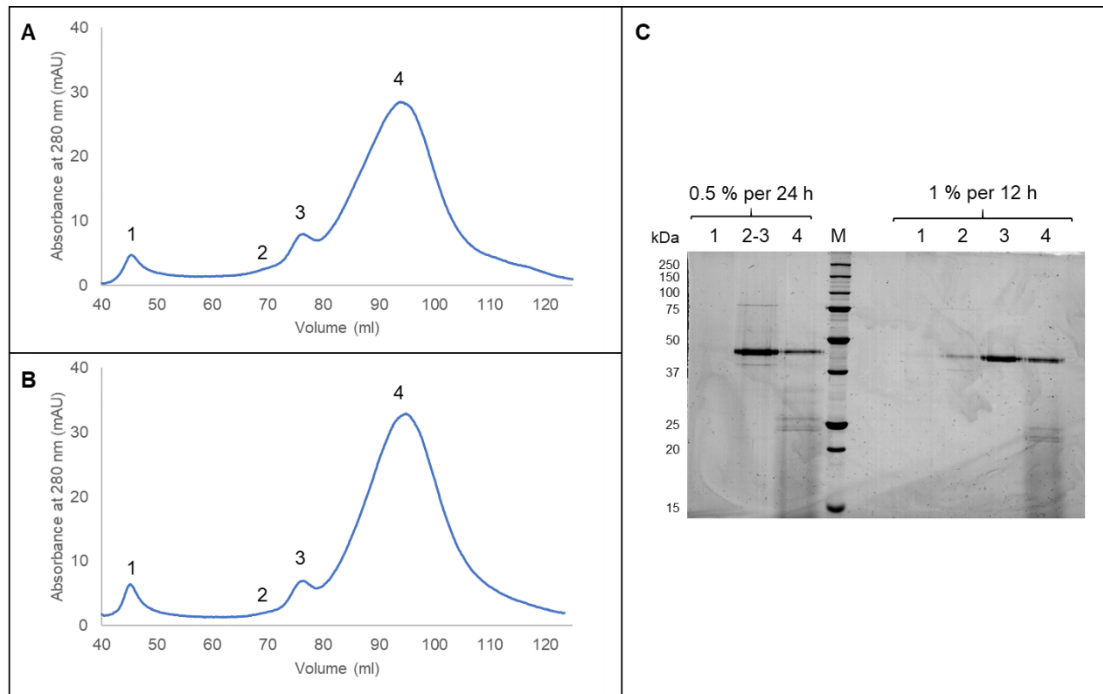 A
Absorbance at 280 nm (mAU)
40
30
20
10
0
1
2
3
4
40 50 60 70 80 90 100 110 120
Volume (ml)
B
Absorbance at 280 nm (mAU)
40
30
20
10
0
1
2
3
4
40 50 60 70 80 90 100 110 120
Volume (ml)
C
0.5 % per 24 h 1 % per 12 h
kDa 1 2-3 4 M 1 2 3 4
250
150
100
75
50
37
25
20
15